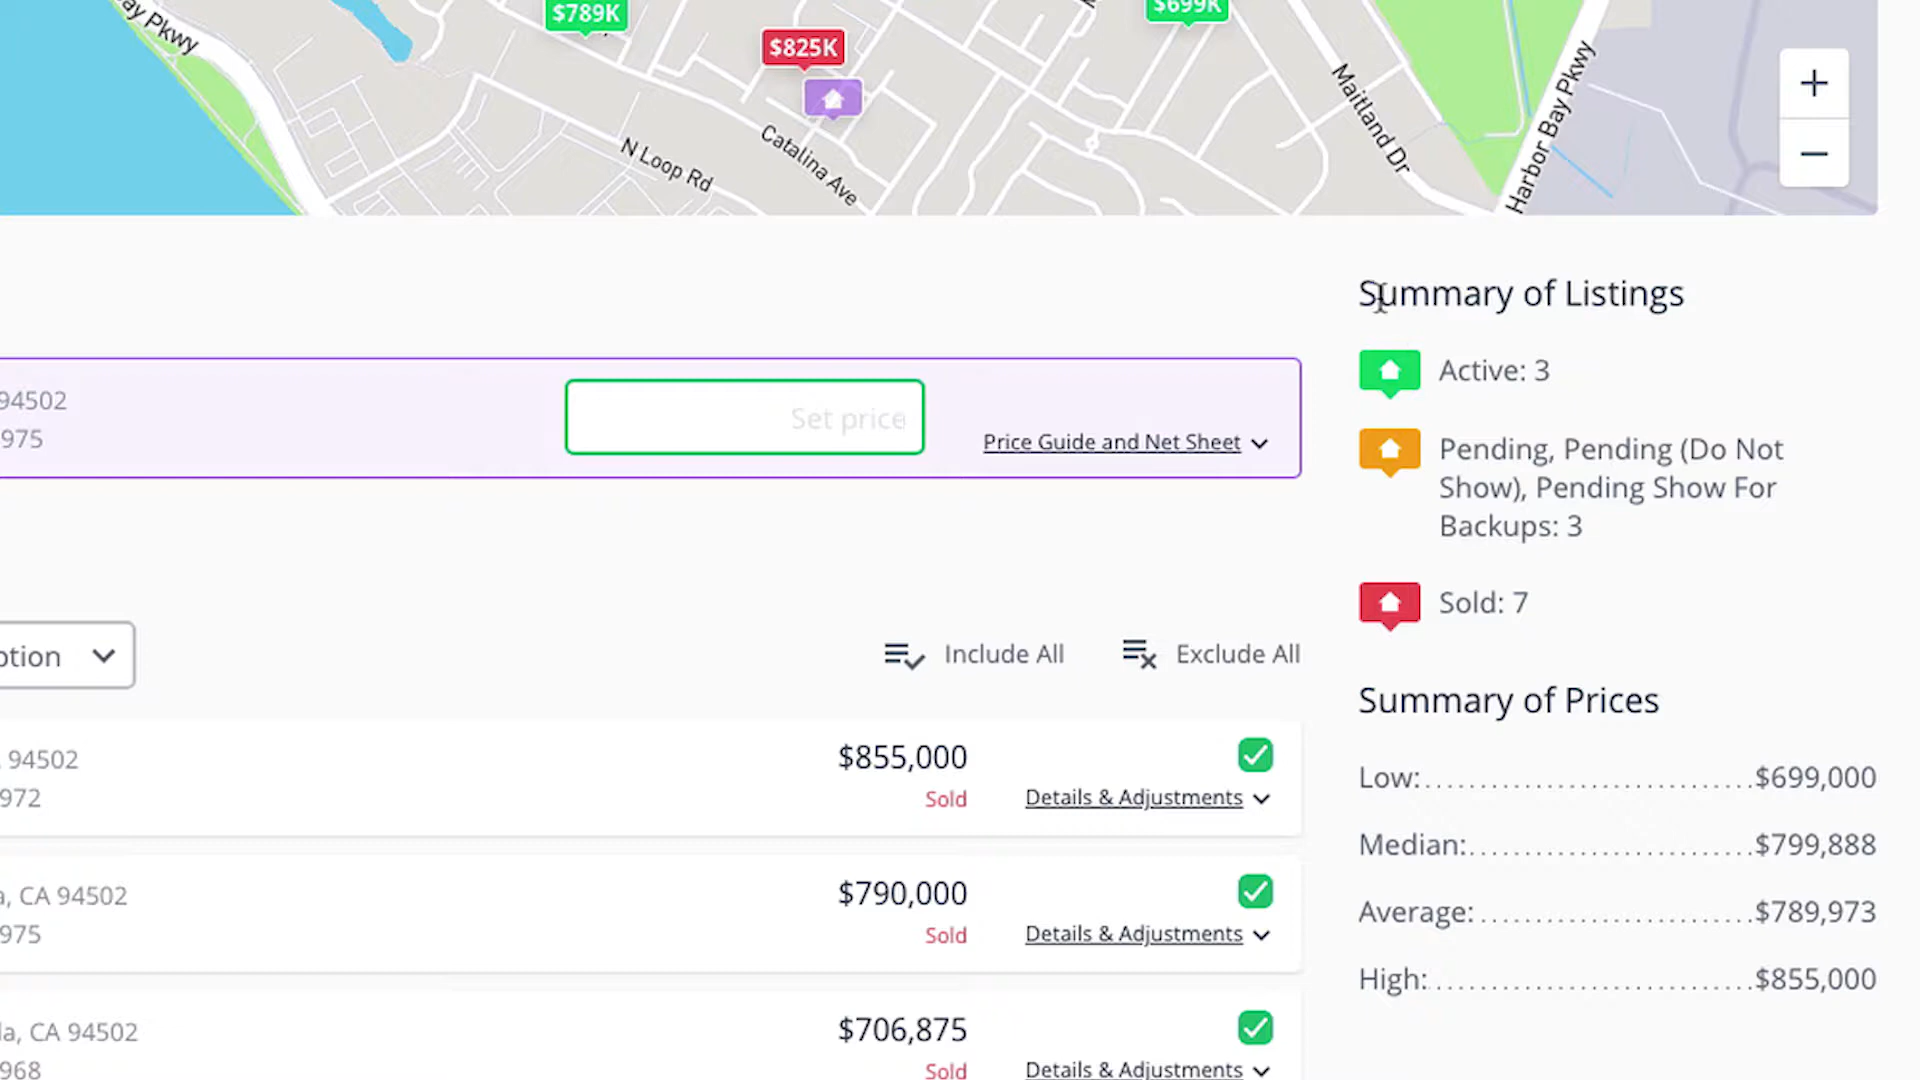 ay Pkwy
$789K
$825K
$699K
N Loop Rd
Catalina Ave
Maitland Dr
Harbor Bay Pkwy
+
−
Summary of Listings
Active: 3
Pending, Pending (Do Not
Show), Pending Show For
Backups: 3
Sold: 7
94502
975
Set price
Price Guide and Net Sheet
ption
Include All
Exclude All
94502
972
$855,000
Sold
Details & Adjustments
a, CA 94502
975
$790,000
Sold
Details & Adjustments
la, CA 94502
968
$706,875
Sold
Details & Adjustments
Summary of Prices
Low: $699,000
Median: $799,888
Average: $789,973
High: $855,000